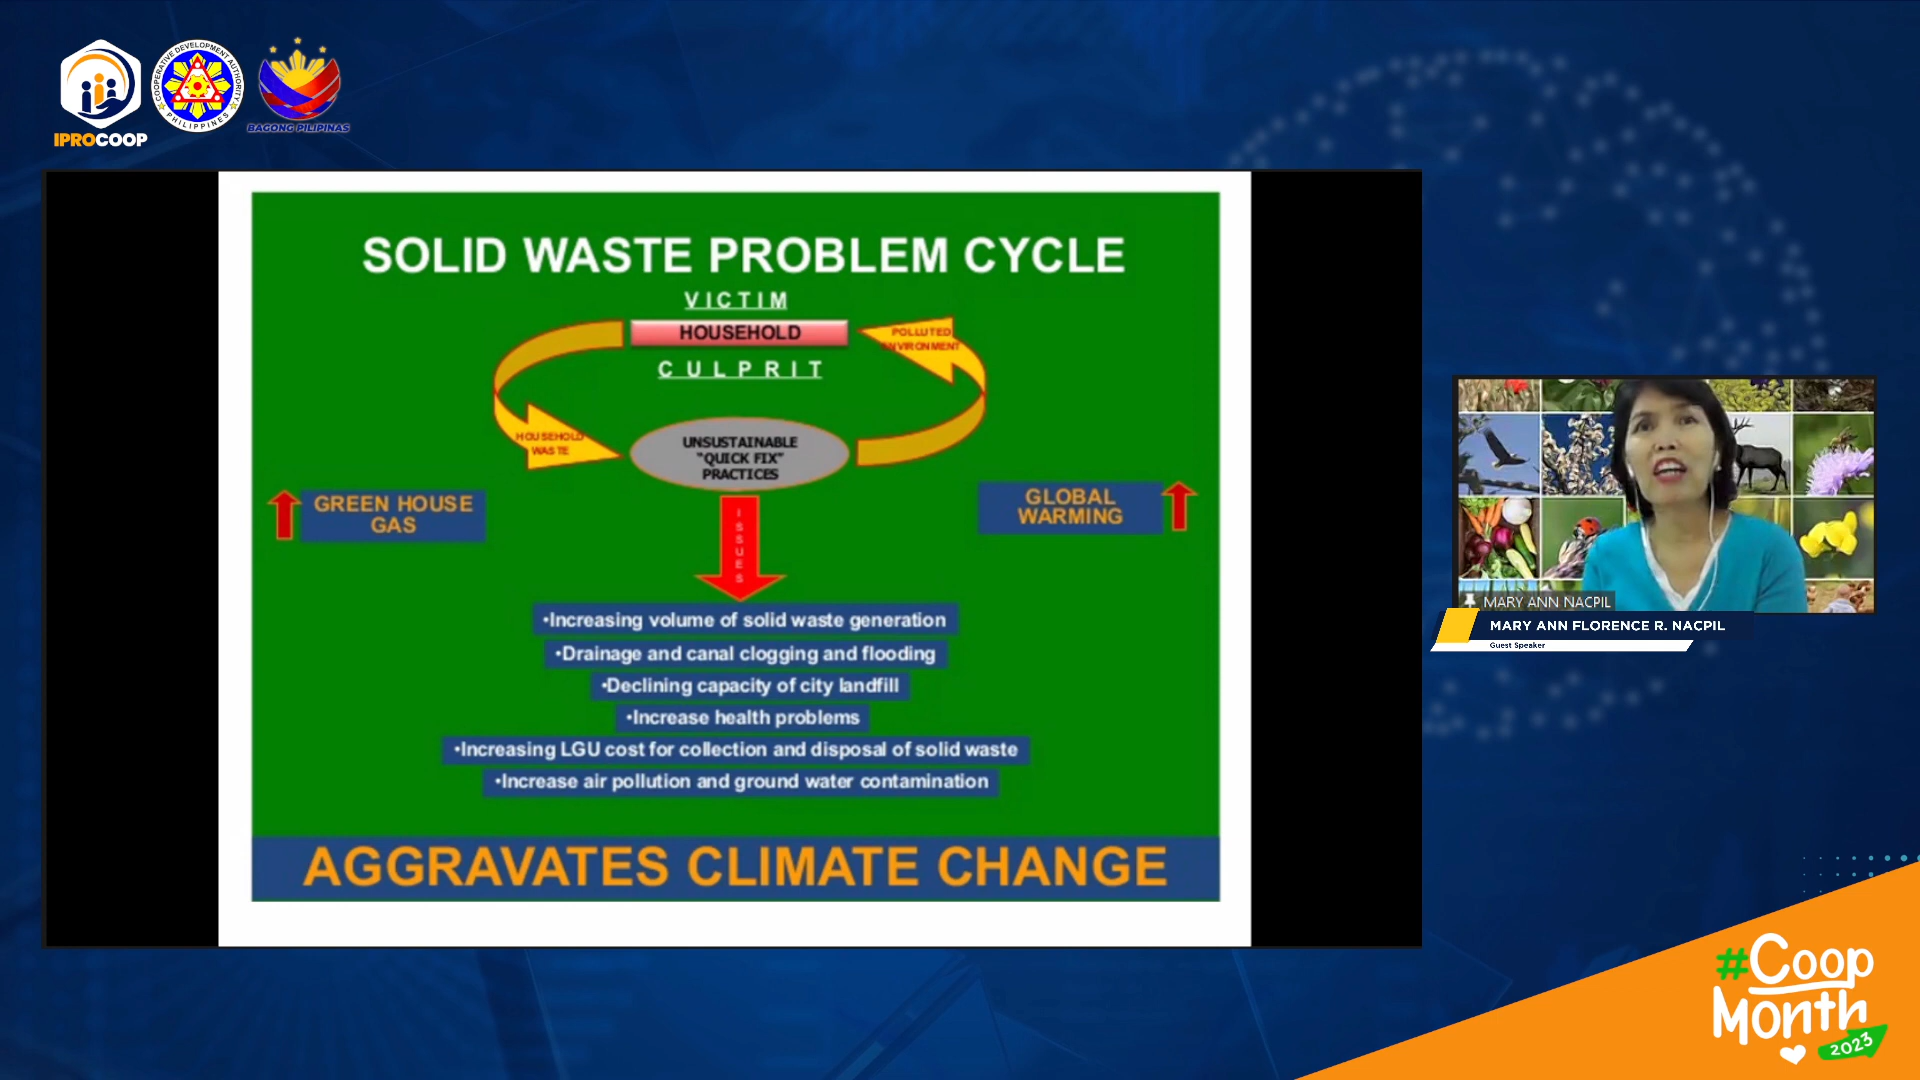 IPROCOOP
COOPERATIVE DEVELOPMENT AUTHORITY
PHILIPPINES
BAGONG PILIPINAS
SOLID WASTE PROBLEM CYCLE
VICTIM
HOUSEHOLD
CULPRIT
POLLUTED
ENVIRONMENT
HOUSEHOLD
WASTE
UNSUSTAINABLE
"QUICK FIX"
PRACTICES
GREEN HOUSE
GAS
GLOBAL
WARMING
ISSUES
•Increasing volume of solid waste generation
•Drainage and canal clogging and flooding
•Declining capacity of city landfill
•Increase health problems
•Increasing LGU cost for collection and disposal of solid waste
•Increase air pollution and ground water contamination
AGGRAVATES CLIMATE CHANGE
MARY ANN NACPIL
MARY ANN FLORENCE R. NACPIL
Guest Speaker
#Coop
Month
2023